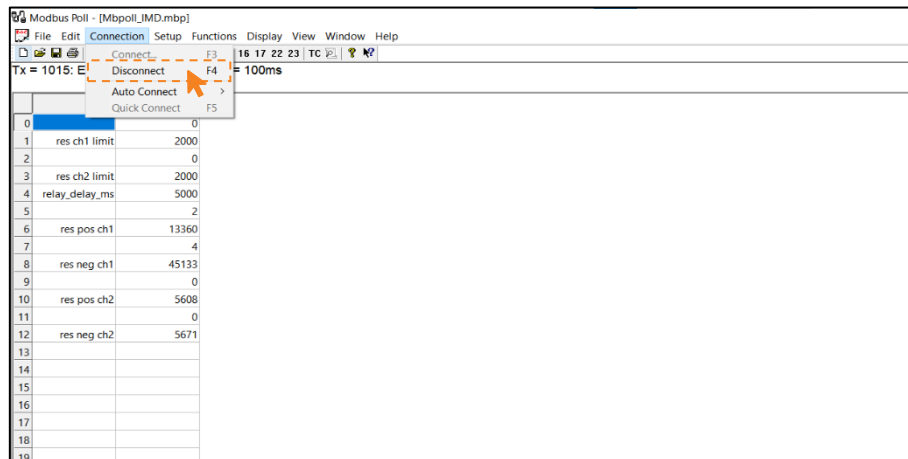 Modbus Poll - [Mbpoll_IMD.mbp]
File Edit Connection Setup Functions Display View Window Help
Connect... F3 16 17 22 23 TC
Tx = 1015: E Disconnect F4 = 100ms
Auto Connect >
Quick Connect F5
0 0
1 res ch1 limit 2000
2 0
3 res ch2 limit 2000
4 relay_delay_ms 5000
5 2
6 res pos ch1 13360
7 4
8 res neg ch1 45133
9 0
10 res pos ch2 5608
11 0
12 res neg ch2 5671
13
14
15
16
17
18
19